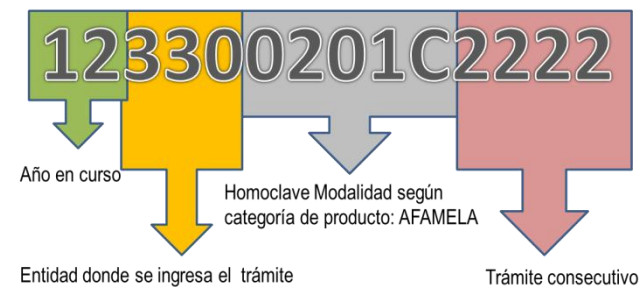 123300201C2222
Año en curso
Homoclave Modalidad según
categoría de producto: AFAMELA
Entidad donde se ingresa el trámite
Trámite consecutivo